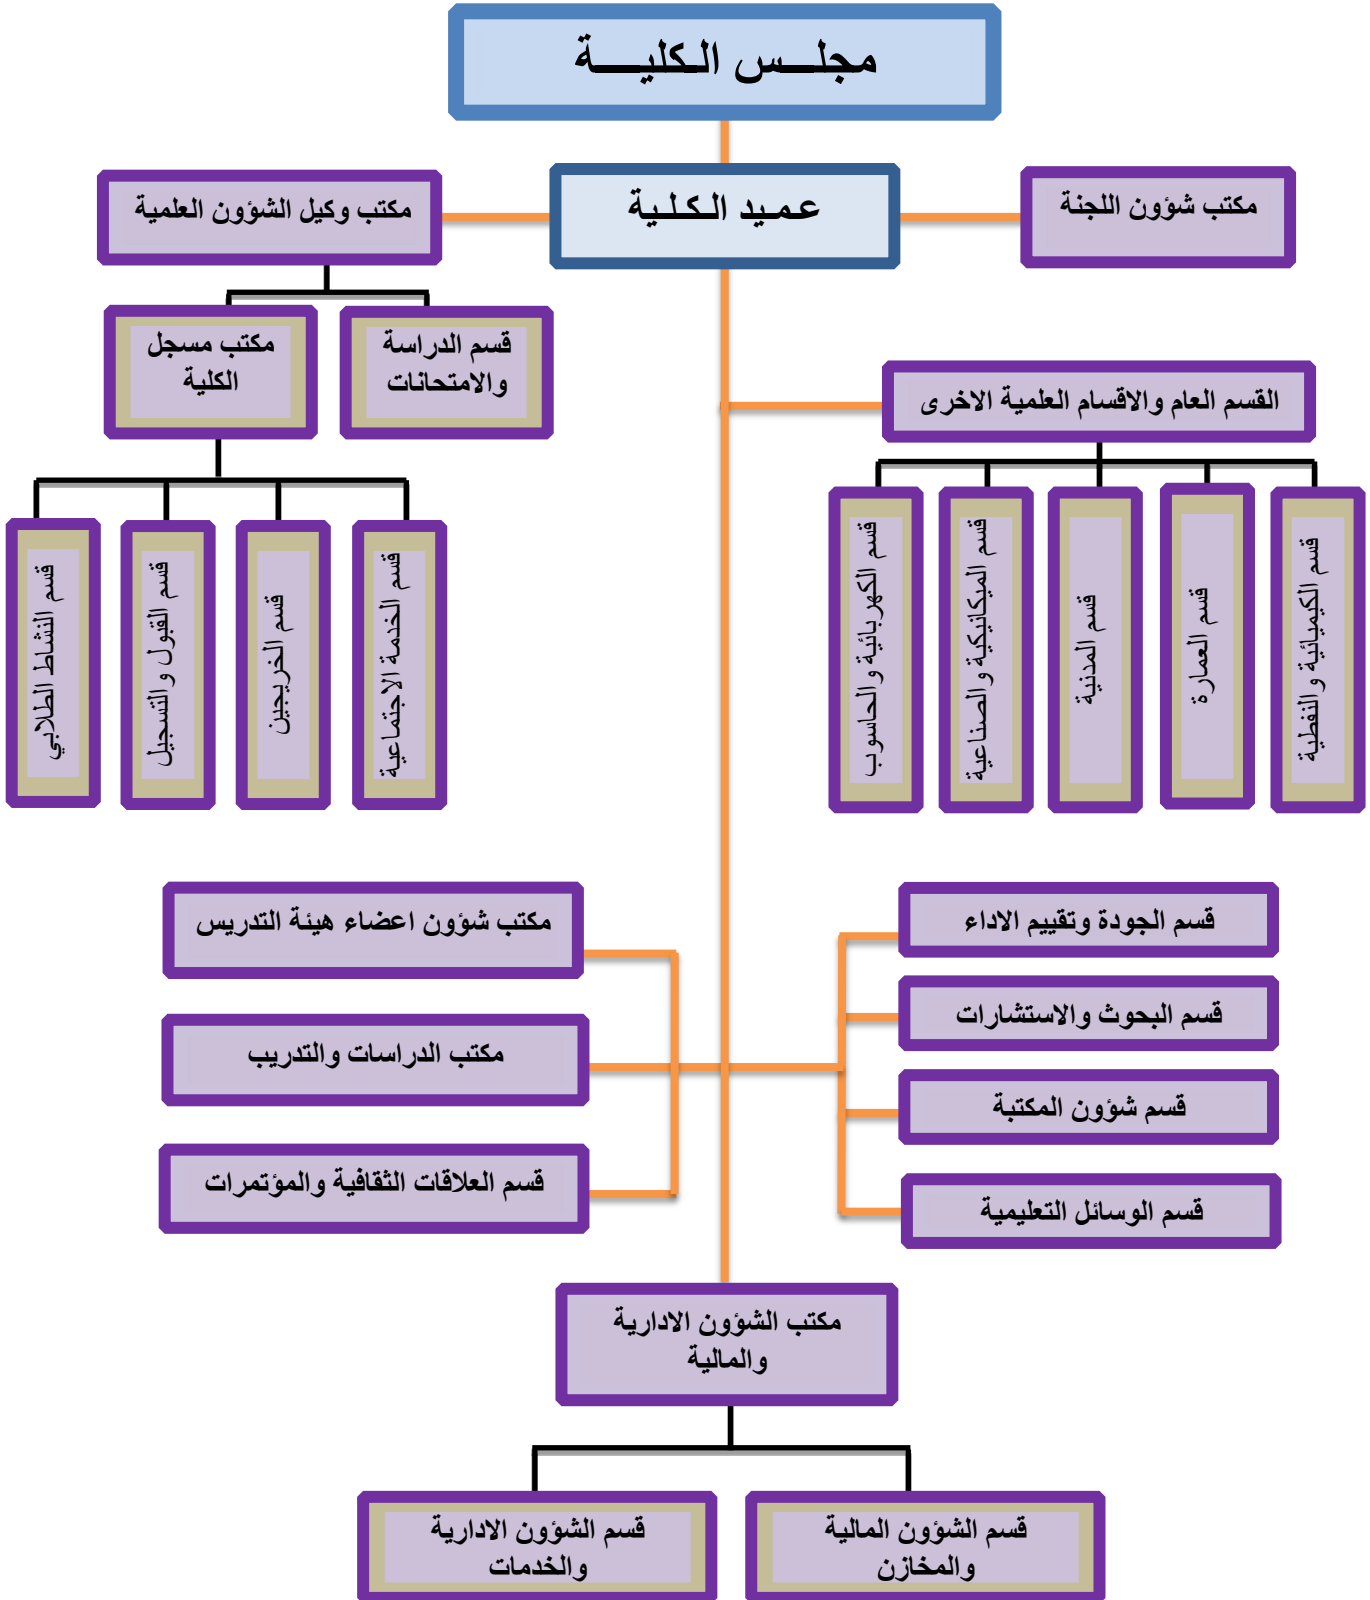 مجلـــس الـكليــــة
عـمـيد الـكـلـية
مكتب شؤون اللجنة
مكتب وكيل الشؤون العلمية
قسم الدراسة
والامتحانات
مكتب مسجل
الكلية
القسم العام والاقسام العلمية الاخرى
قسم الكيميائية والنفطية
قسم العمارة
قسم المدنية
قسم الميكانيكية والصناعية
قسم الكهربائية والحاسوب
قسم الخدمة الاجتماعية
قسم الخريجين
قسم القبول والتسجيل
قسم النشاط الطلابي
قسم الجودة وتقييم الاداء
قسم البحوث والاستشارات
قسم شؤون المكتبة
قسم الوسائل التعليمية
مكتب شؤون اعضاء هيئة التدريس
مكتب الدراسات والتدريب
قسم العلاقات الثقافية والمؤتمرات
مكتب الشؤون الادارية
والمالية
قسم الشؤون المالية
والمخازن
قسم الشؤون الادارية
والخدمات